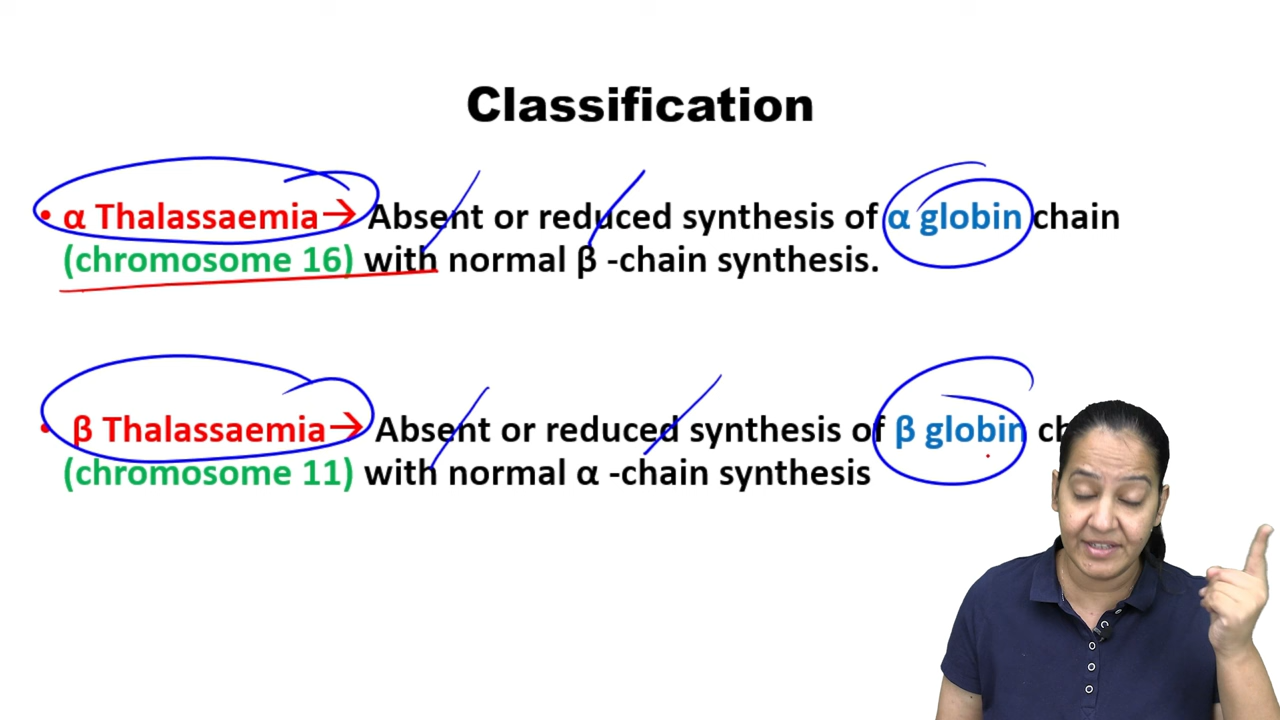 Classification
• α Thalassaemia→ Absent or reduced synthesis of α globin chain
(chromosome 16) with normal β -chain synthesis.
• β Thalassaemia→ Absent or reduced synthesis of β globin
(chromosome 11) with normal α -chain synthesis